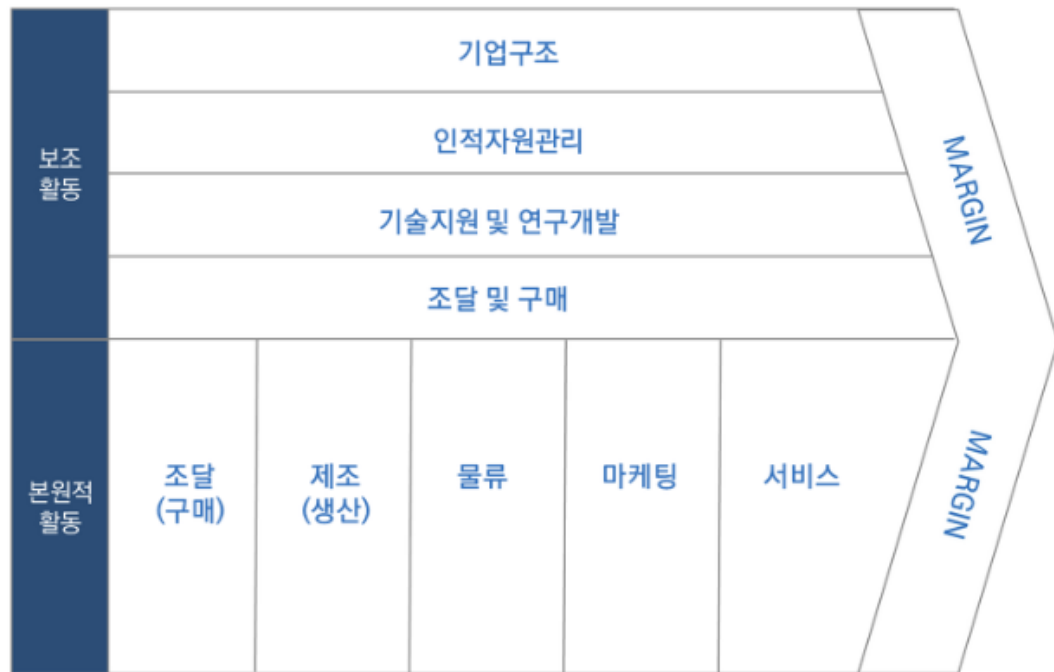 보조
활동
기업구조
인적자원관리
기술지원 및 연구개발
조달 및 구매
MARGIN
본원적
활동
조달
(구매)
제조
(생산)
물류
마케팅
서비스
MARGIN